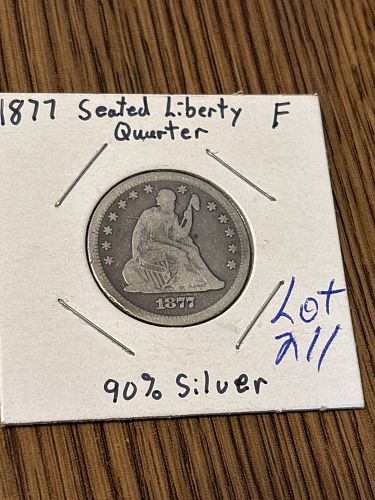 1877 Seated Liberty F
Quarter
1877
Lot
211
90% Silver